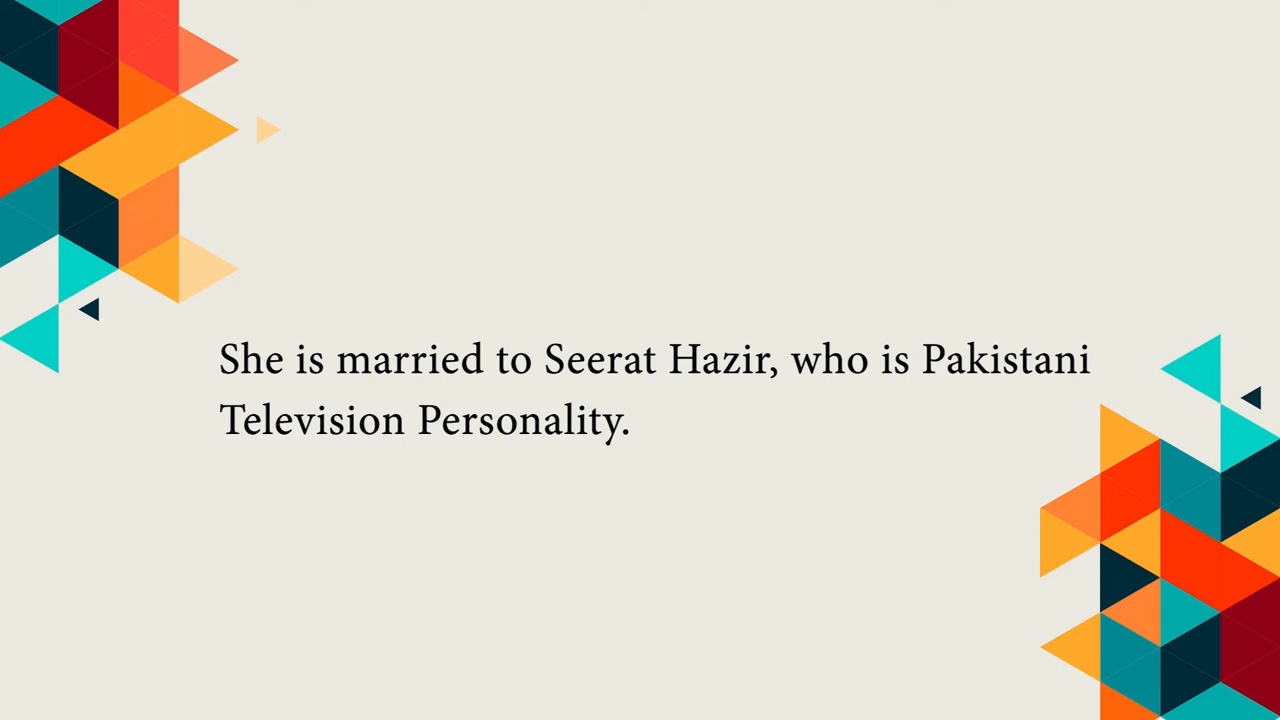 She is married to Seerat Hazir, who is Pakistani
Television Personality.